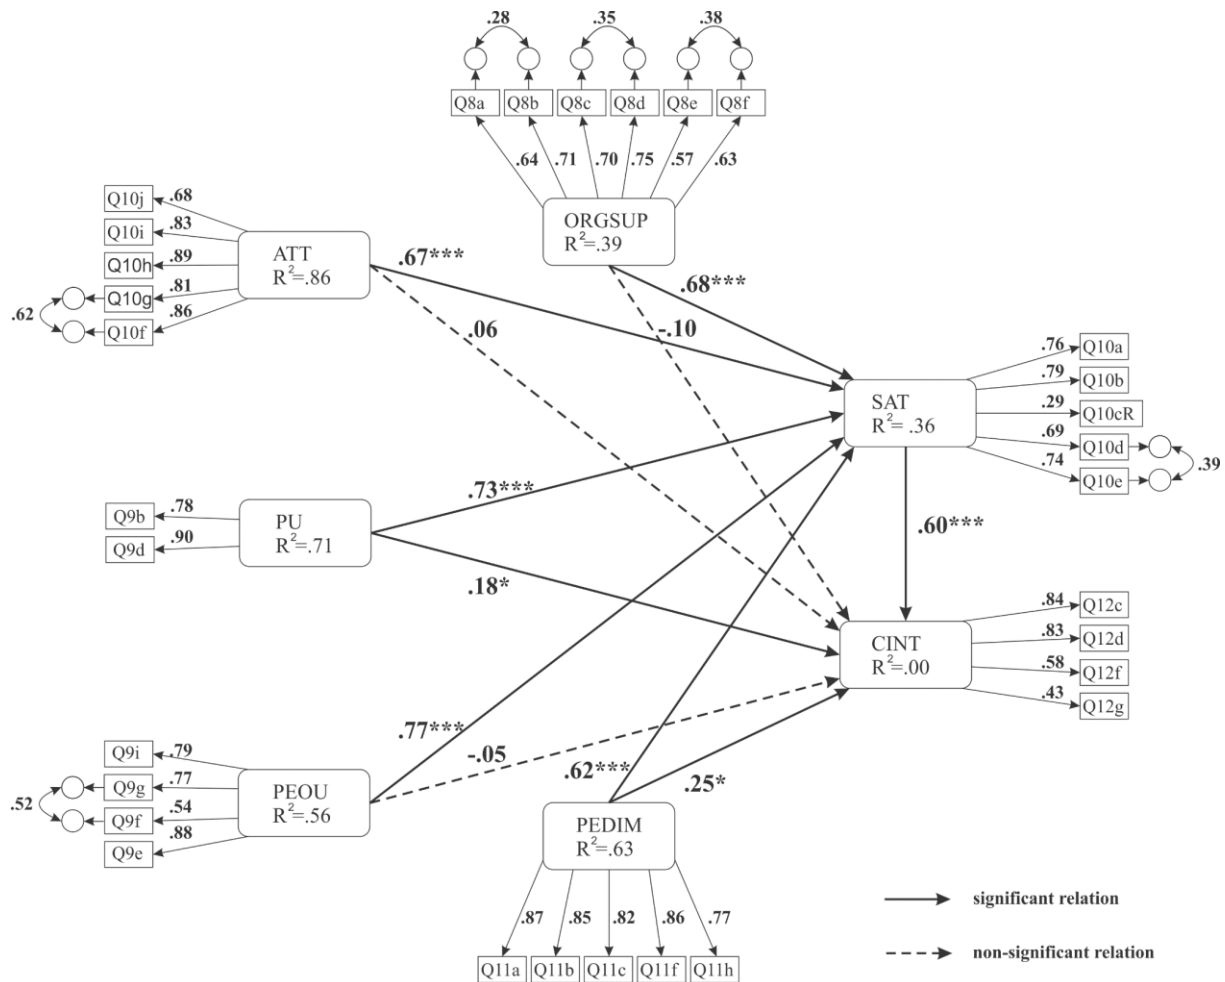 .28 .35 .38
Q8a Q8b Q8c Q8d Q8e Q8f
.64 .71 .70 .75 .57 .63
ORGSUP
R²=.39
Q10j .68
Q10i .83
Q10h .89
Q10g .81
Q10f .86
.62
ATT
R²=.86
.67***
.06
.68***
-.10
SAT
R²= .36
.76 Q10a
.79 Q10b
.29 Q10cR
.69 Q10d
.74 Q10e
.39
Q9b .78
Q9d .90
PU
R²=.71
.73***
.18*
.60***
CINT
R²=.00
.84 Q12c
.83 Q12d
.58 Q12f
.43 Q12g
Q9i .79
Q9g .77
Q9f .54
Q9e .88
.52
PEOU
R²=.56
.77***
-.05
.62***
.25*
PEDIM
R²=.63
.87 .85 .82 .86 .77
Q11a Q11b Q11c Q11f Q11h
significant relation
non-significant relation